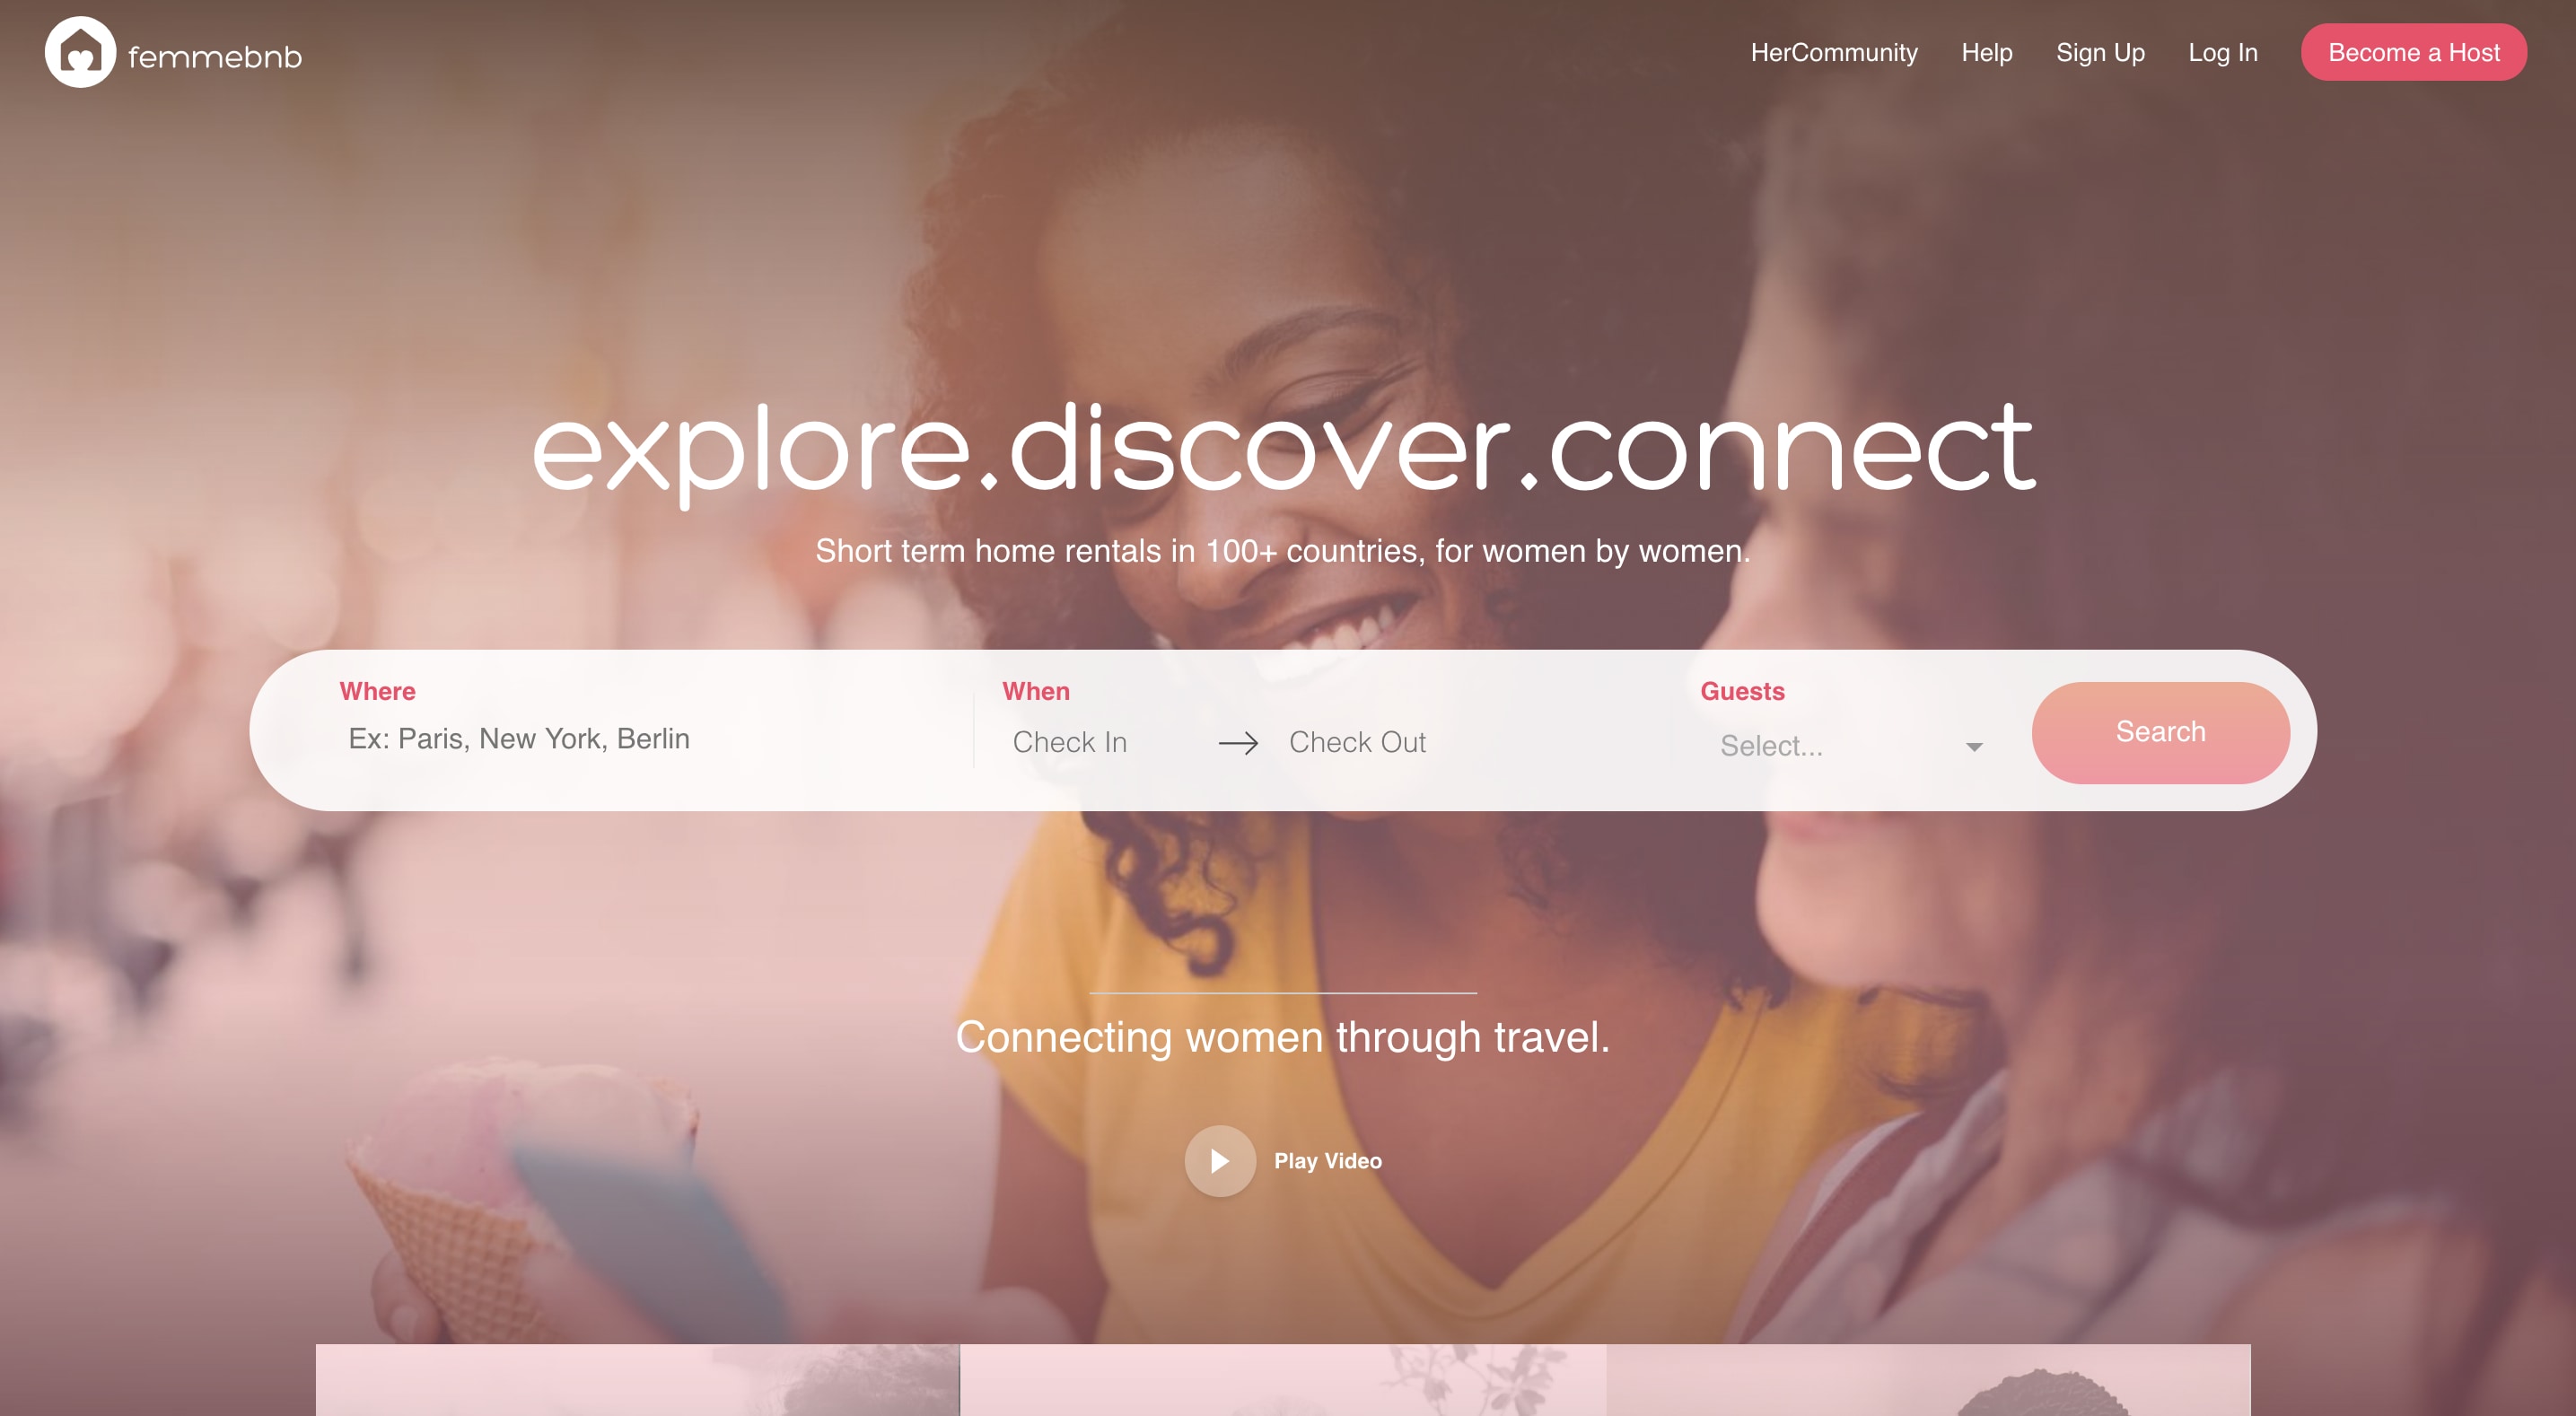 femmebnb
HerCommunity Help Sign Up Log In Become a Host
explore.discover.connect
Short term home rentals in 100+ countries, for women by women.
Where When Guests
Ex: Paris, New York, Berlin Check In → Check Out Select... Search
Connecting women through travel.
Play Video